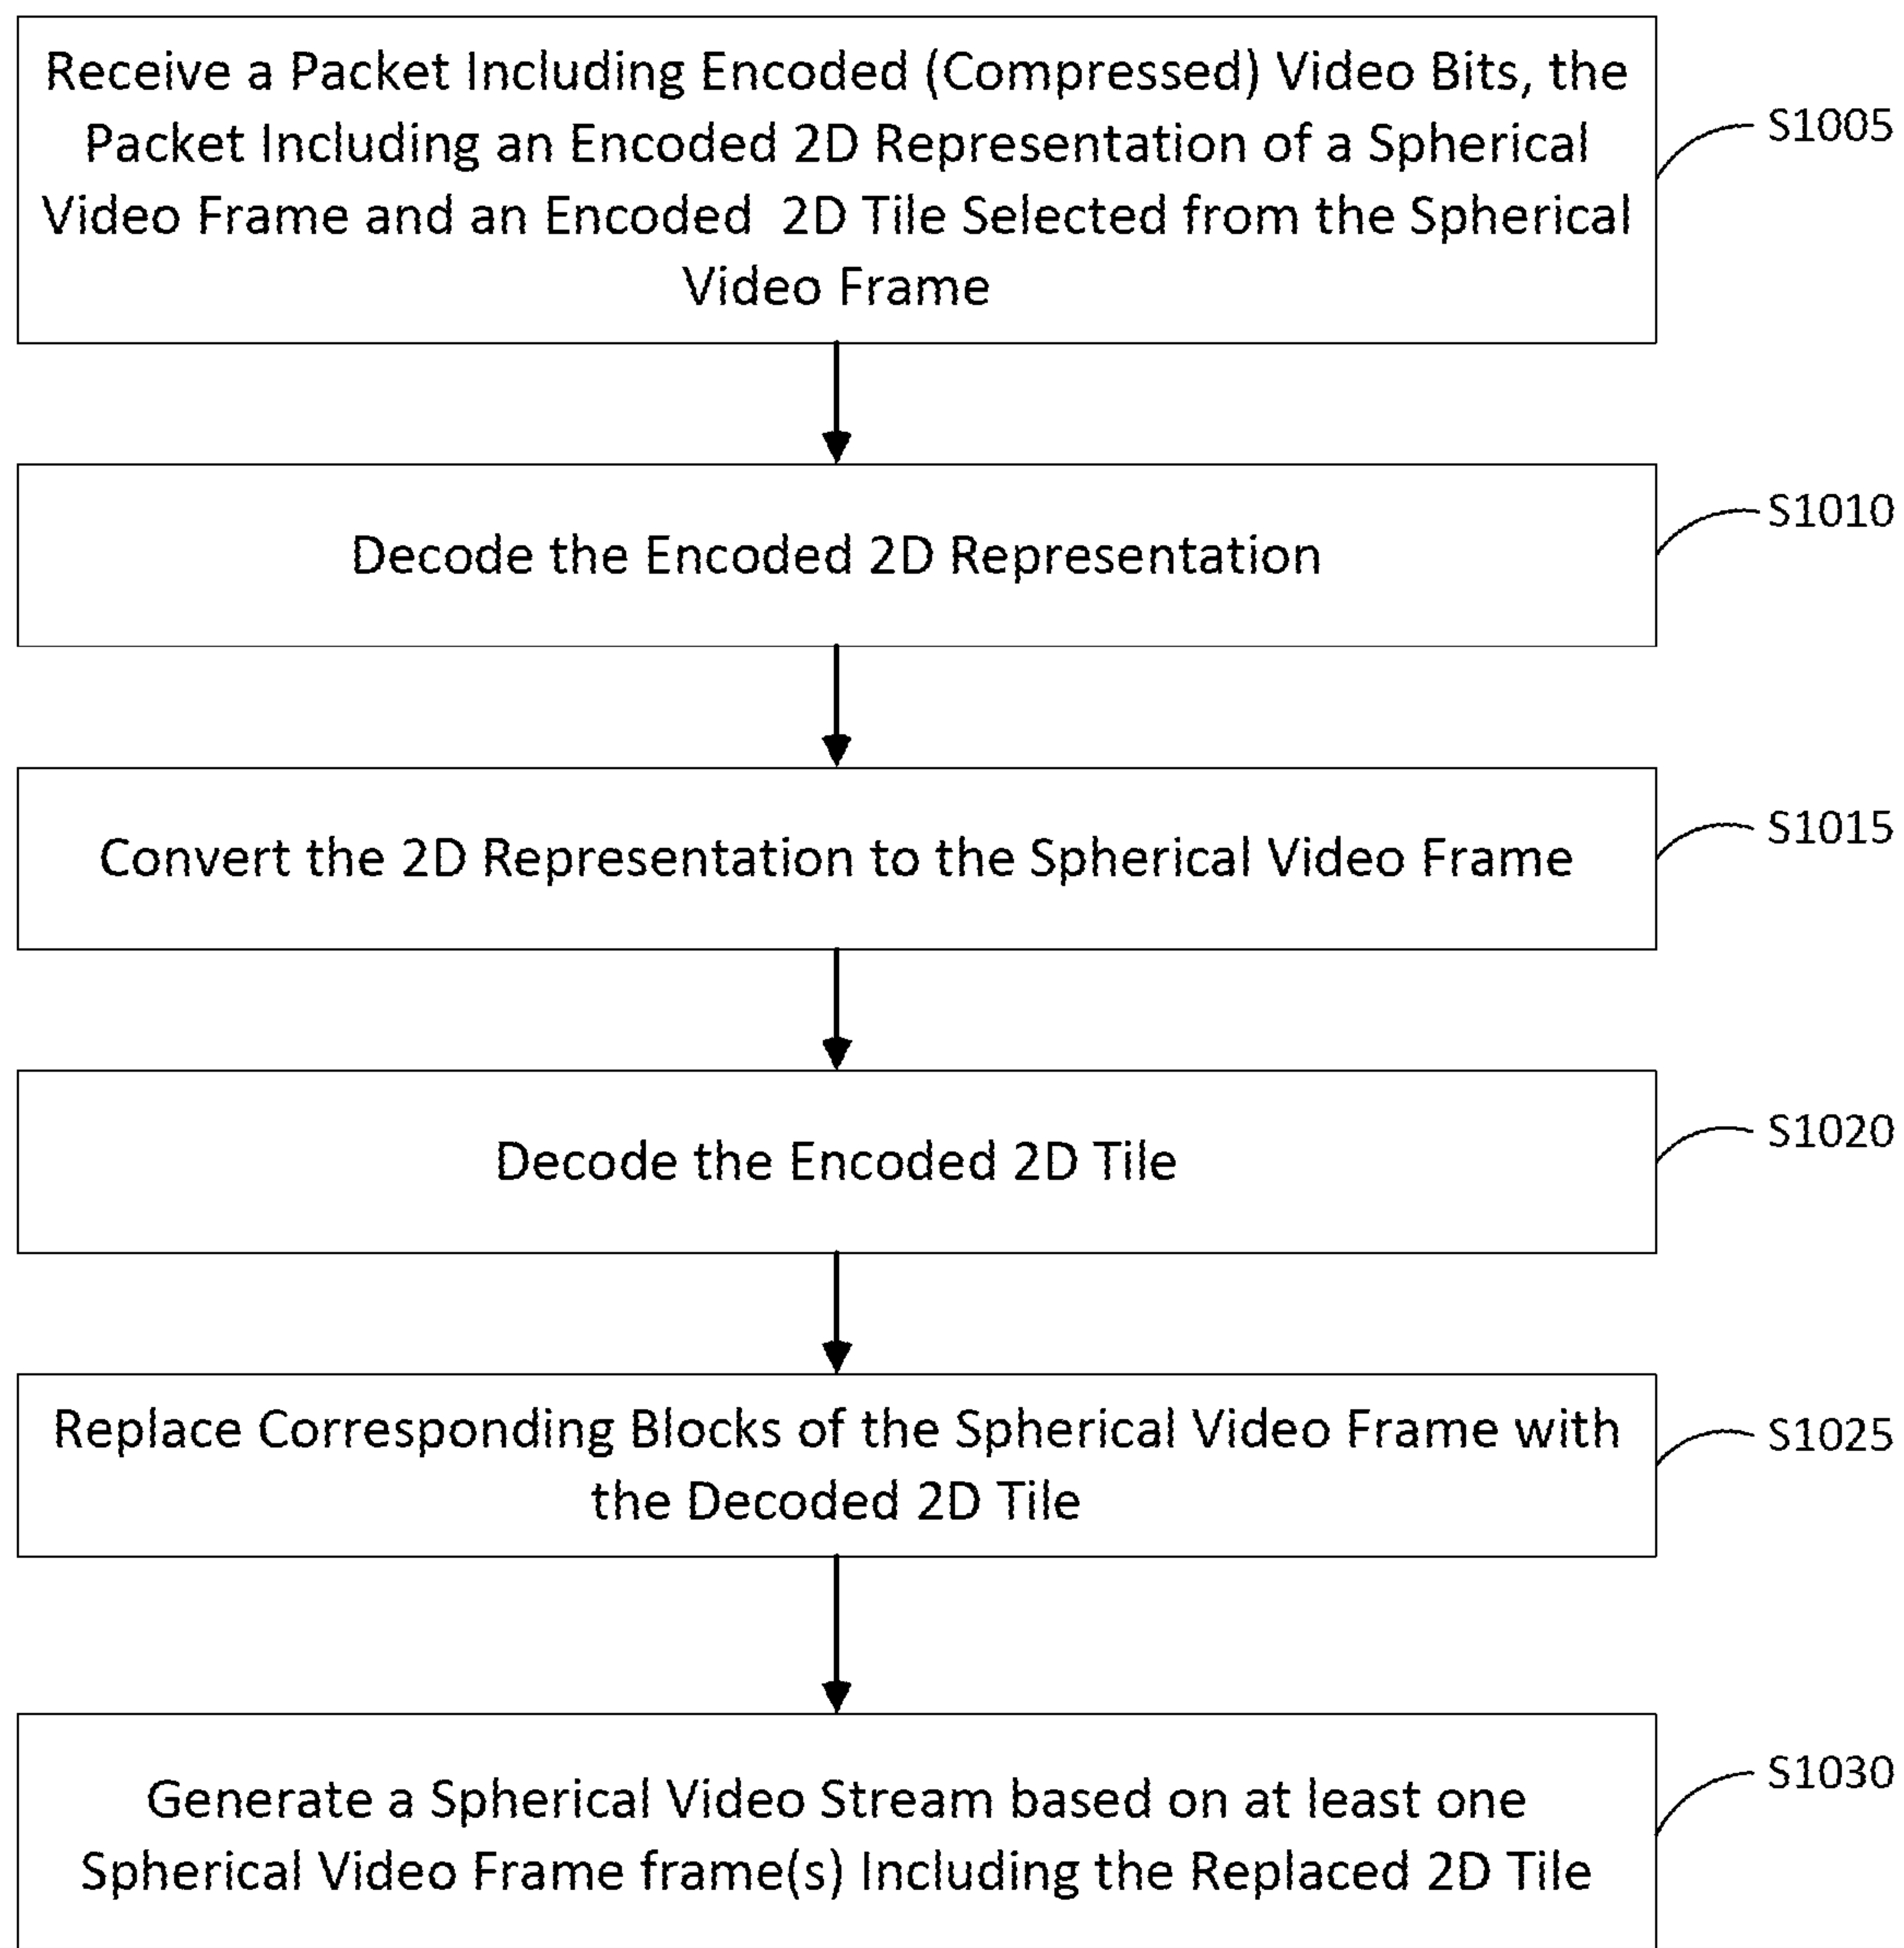 Receive a Packet Including Encoded (Compressed) Video Bits, the
Packet Including an Encoded 2D Representation of a Spherical
Video Frame and an Encoded  2D Tile Selected from the Spherical
Video Frame
S1005
Decode the Encoded 2D Representation
S1010
Convert the 2D Representation to the Spherical Video Frame
S1015
Decode the Encoded 2D Tile
S1020
Replace Corresponding Blocks of the Spherical Video Frame with
the Decoded 2D Tile
S1025
Generate a Spherical Video Stream based on at least one
Spherical Video Frame frame(s) Including the Replaced 2D Tile
S1030